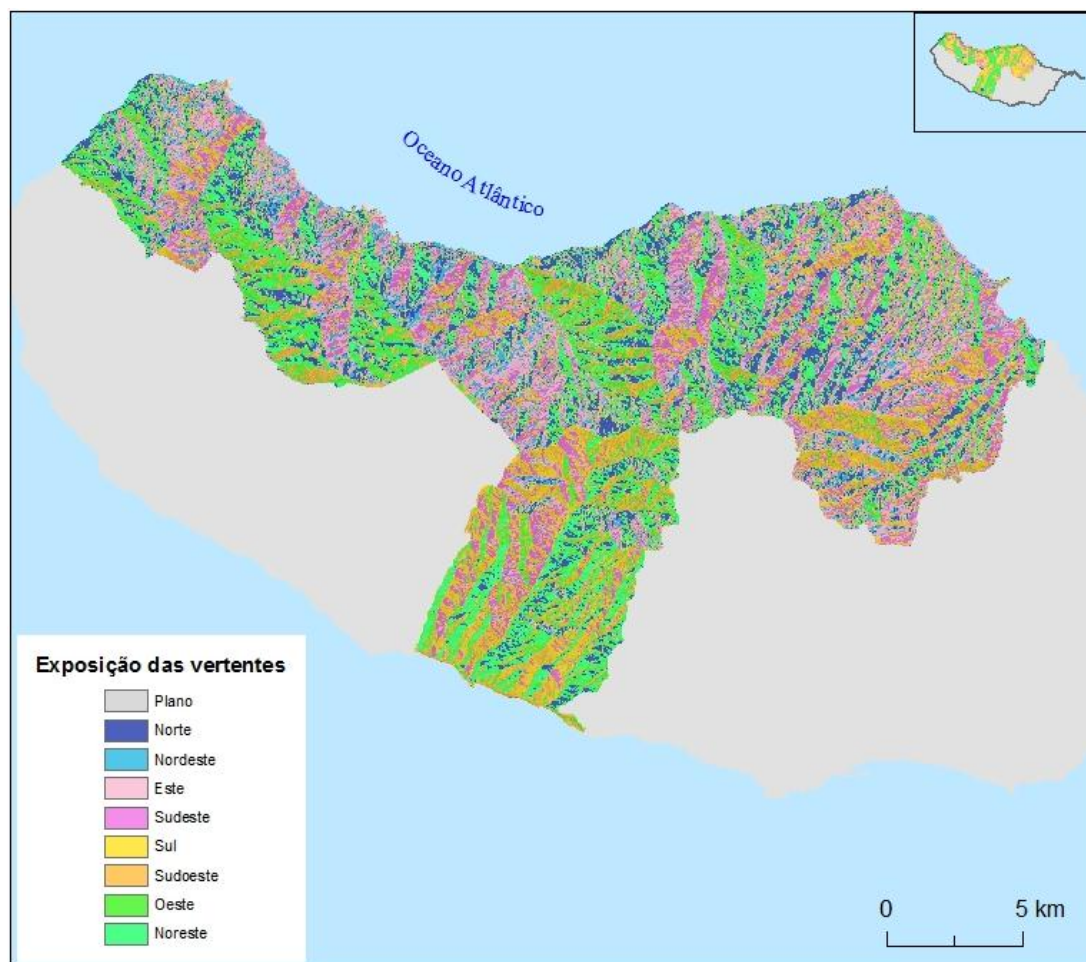 Oceano Atlântico
Exposição das vertentes
Plano
Norte
Nordeste
Este
Sudeste
Sul
Sudoeste
Oeste
Noreste
0 5 km